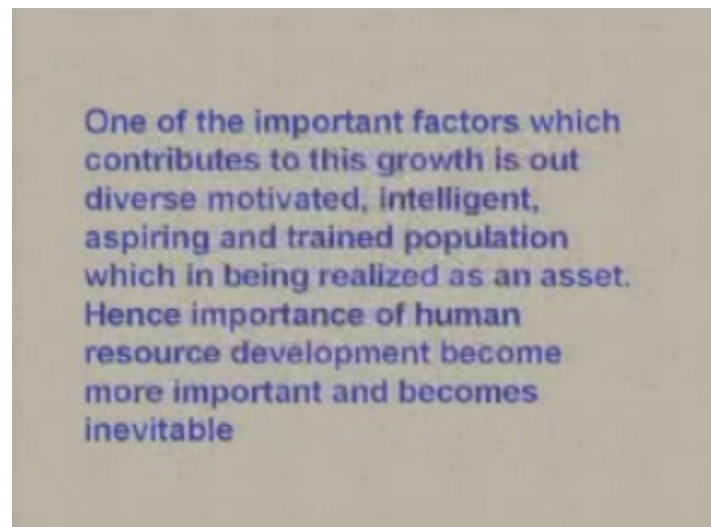 One of the important factors which
contributes to this growth is out
diverse motivated, intelligent,
aspiring and trained population
which in being realized as an asset.
Hence importance of human
resource development become
more important and becomes
inevitable